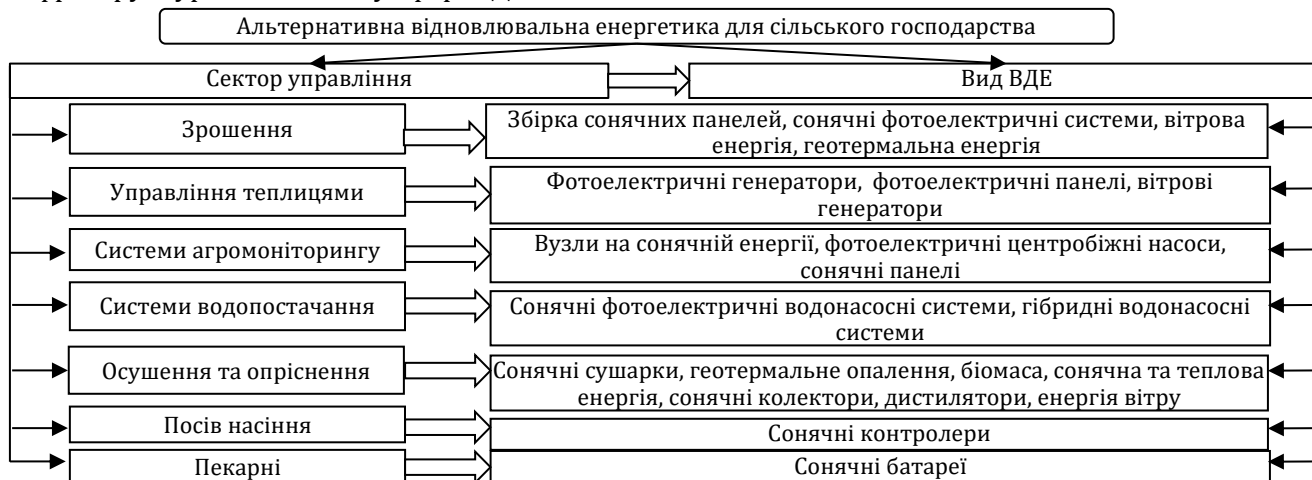 Альтернативна відновлювальна енергетика для сільського господарства
Сектор управління
Вид ВДЕ
Зрошення
Збірка сонячних панелей, сонячні фотоелектричні системи, вітрова
енергія, геотермальна енергія
Управління теплицями
Фотоелектричні генератори, фотоелектричні панелі, вітрові
генератори
Системи агромоніторингу
Вузли на сонячній енергії, фотоелектричні центробіжні насоси,
сонячні панелі
Системи водопостачання
Сонячні фотоелектричні водонасосні системи, гібридні водонасосні
системи
Осушення та опріснення
Сонячні сушарки, геотермальне опалення, біомаса, сонячна та теплова
енергія, сонячні колектори, дистилятори, енергія вітру
Посів насіння
Сонячні контролери
Пекарні
Сонячні батареї